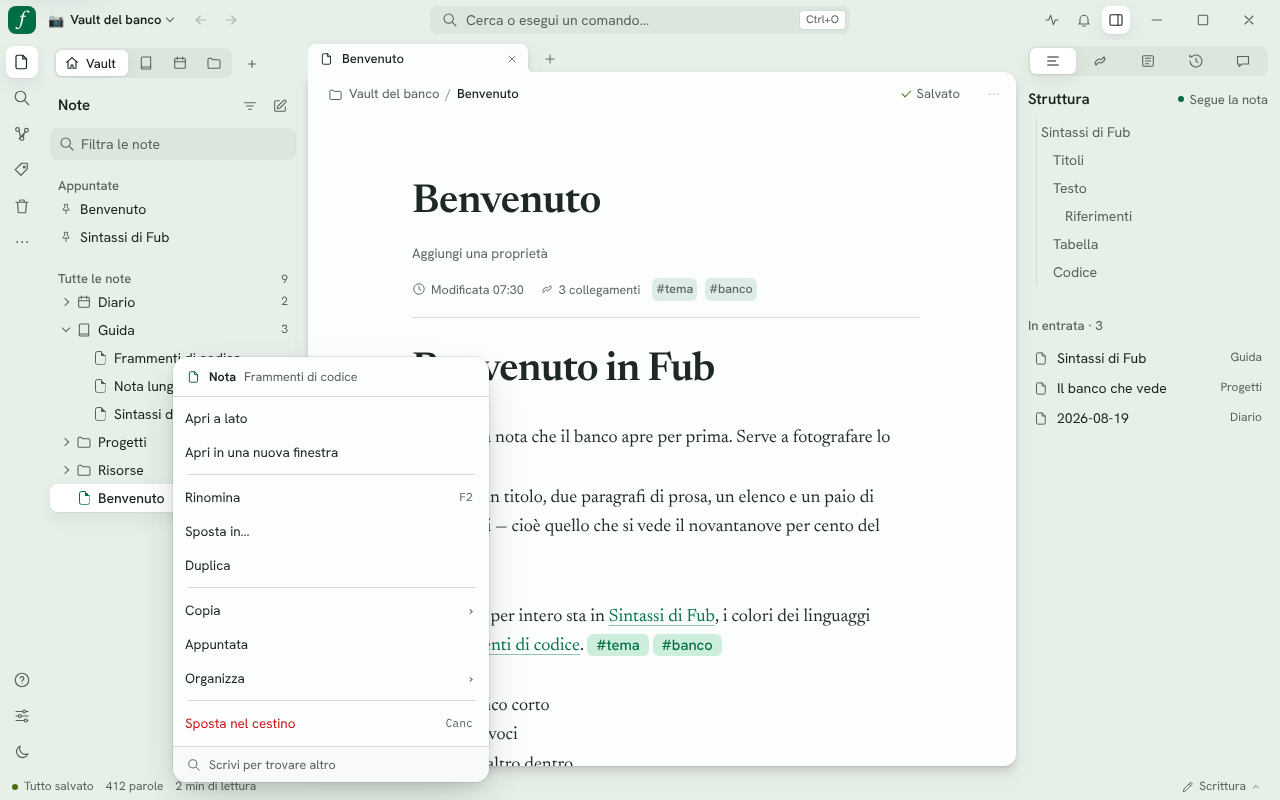 Vault del banco
Cerca o esegui un comando…
Ctrl+O
Vault
Note
Filtra le note
Appuntate
Benvenuto
Sintassi di Fub
Tutte le note 9
Diario 2
Guida 3
Frammenti di codice
Nota lung
Sintassi d
Progetti
Risorse
Benvenuto
Nota Frammenti di codice
Apri a lato
Apri in una nuova finestra
Rinomina F2
Sposta in…
Duplica
Copia ›
Appuntata
Organizza ›
Sposta nel cestino Canc
Scrivi per trovare altro
Benvenuto
Vault del banco / Benvenuto
Salvato
Benvenuto
Aggiungi una proprietà
Modificata 07:30 3 collegamenti #tema #banco
Benvenuto in Fub
nota che il banco apre per prima. Serve a fotografare lo
n titolo, due paragrafi di prosa, un elenco e un paio di
i – cioè quello che si vede il novantanove per cento del
per intero sta in Sintassi di Fub, i colori dei linguaggi
nti di codice. #tema #banco
nco corto
voci
altro dentro
Struttura
Segue la nota
Sintassi di Fub
Titoli
Testo
Riferimenti
Tabella
Codice
In entrata · 3
Sintassi di Fub Guida
Il banco che vede Progetti
2026-08-19 Diario
Tutto salvato 412 parole 2 min di lettura
Scrittura